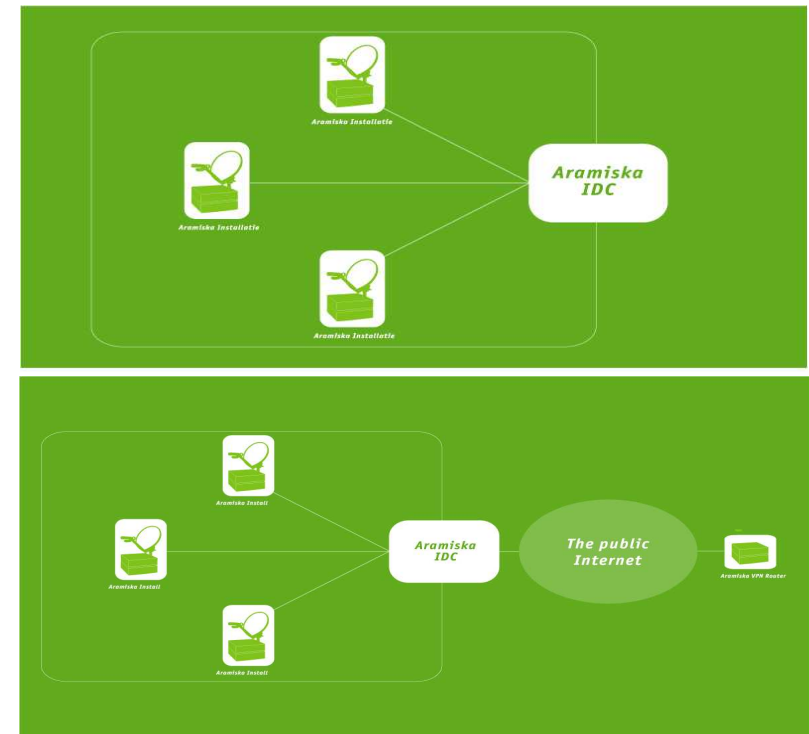 Aramiska Installatie
Aramiska
IDC
Aramiska Installatie
Aramiska Installatie
Aramiska Install
Aramiska
IDC
The public
Internet
Aramiska Install
Aramiska VPN Router
Aramiska Install